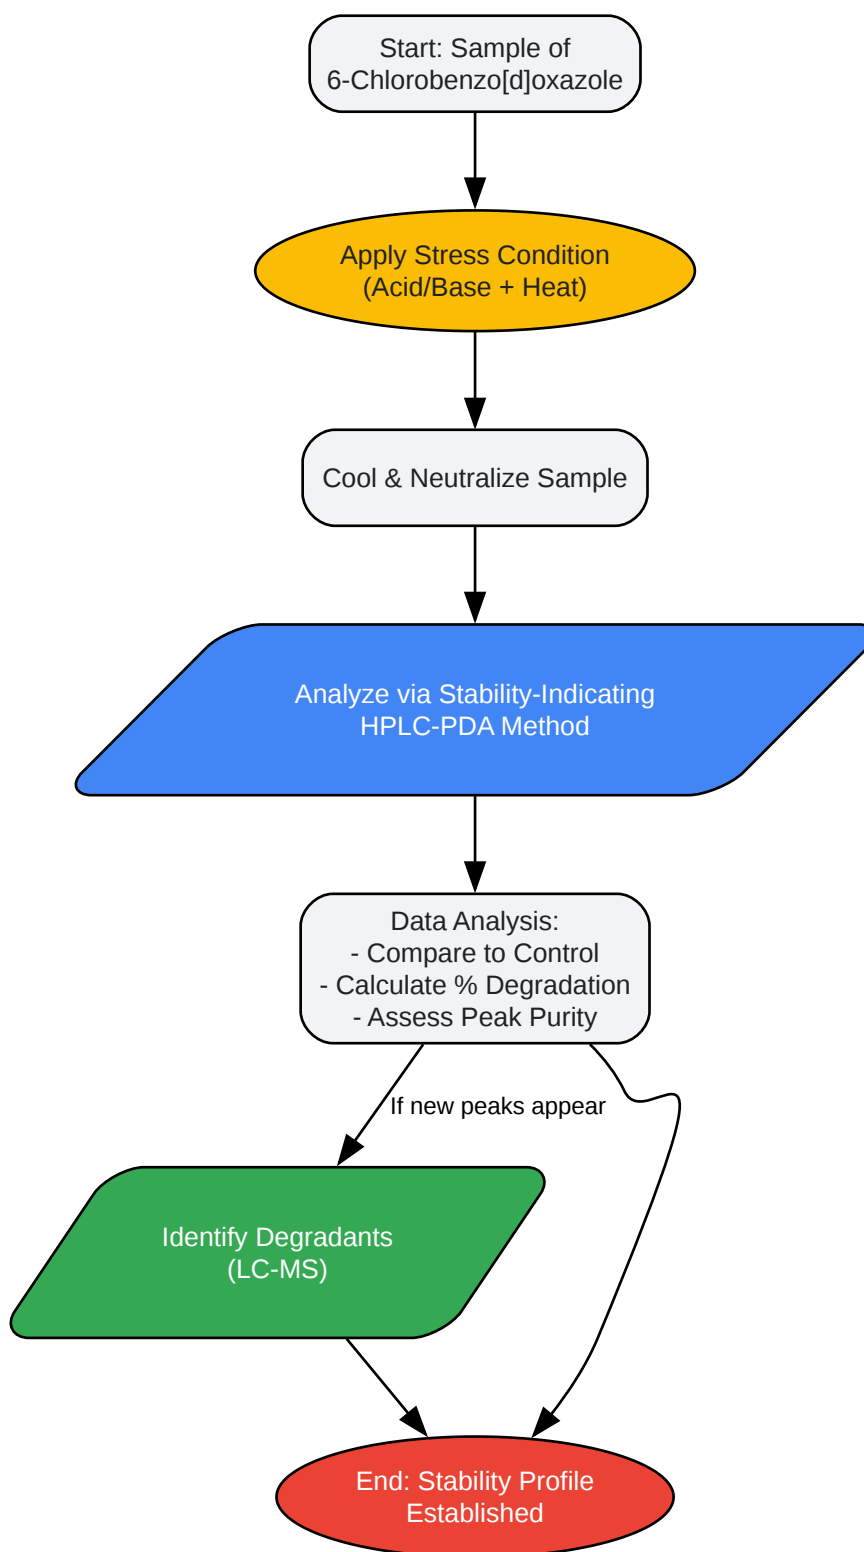 Start: Sample of
6-Chlorobenzo[d]oxazole
Apply Stress Condition
(Acid/Base + Heat)
Cool & Neutralize Sample
Analyze via Stability-Indicating
HPLC-PDA Method
Data Analysis:
- Compare to Control
- Calculate % Degradation
- Assess Peak Purity
If new peaks appear
Identify Degradants
(LC-MS)
End: Stability Profile
Established